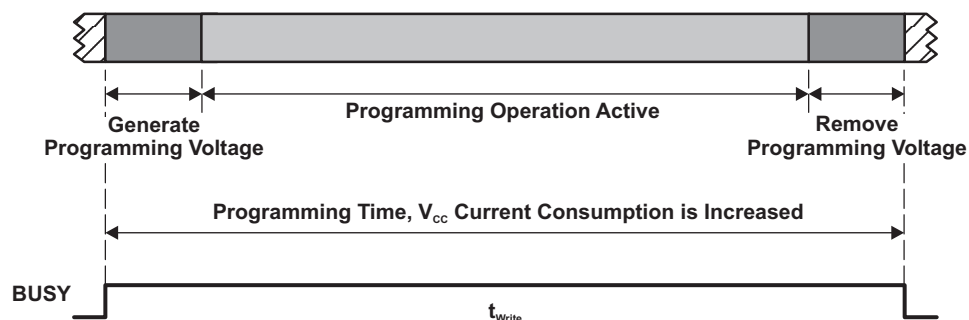 Programming Operation Active
Generate
Programming Voltage
Remove
Programming Voltage
Programming Time, Vcc Current Consumption is Increased
BUSY
tWrite